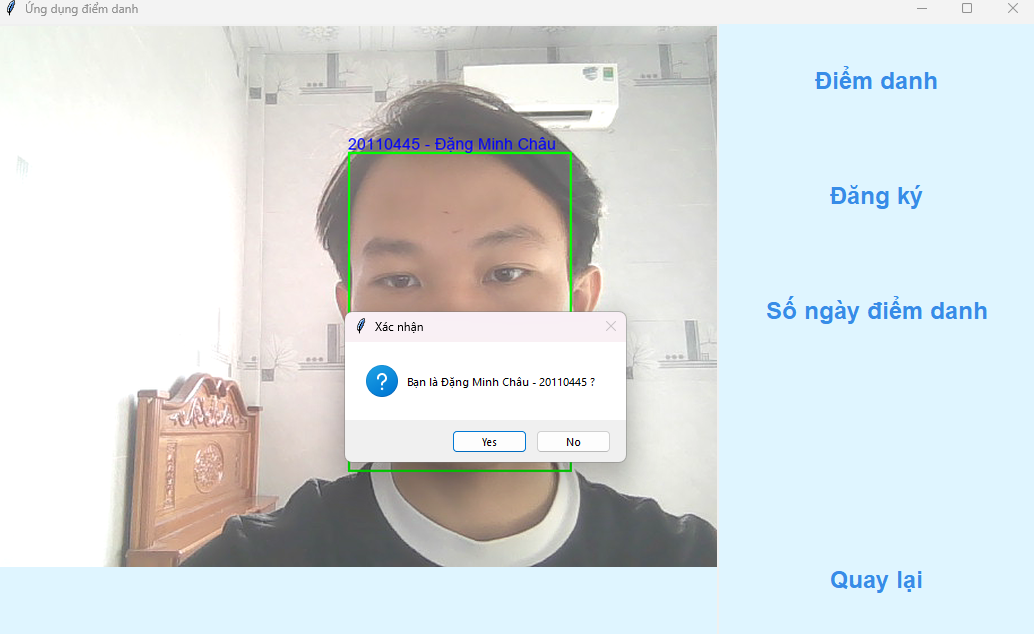 Ứng dụng điểm danh
Điểm danh
20110445 - Đặng Minh Châu
Đăng ký
Số ngày điểm danh
Xác nhận
Bạn là Đặng Minh Châu - 20110445 ?
Yes
No
Quay lại